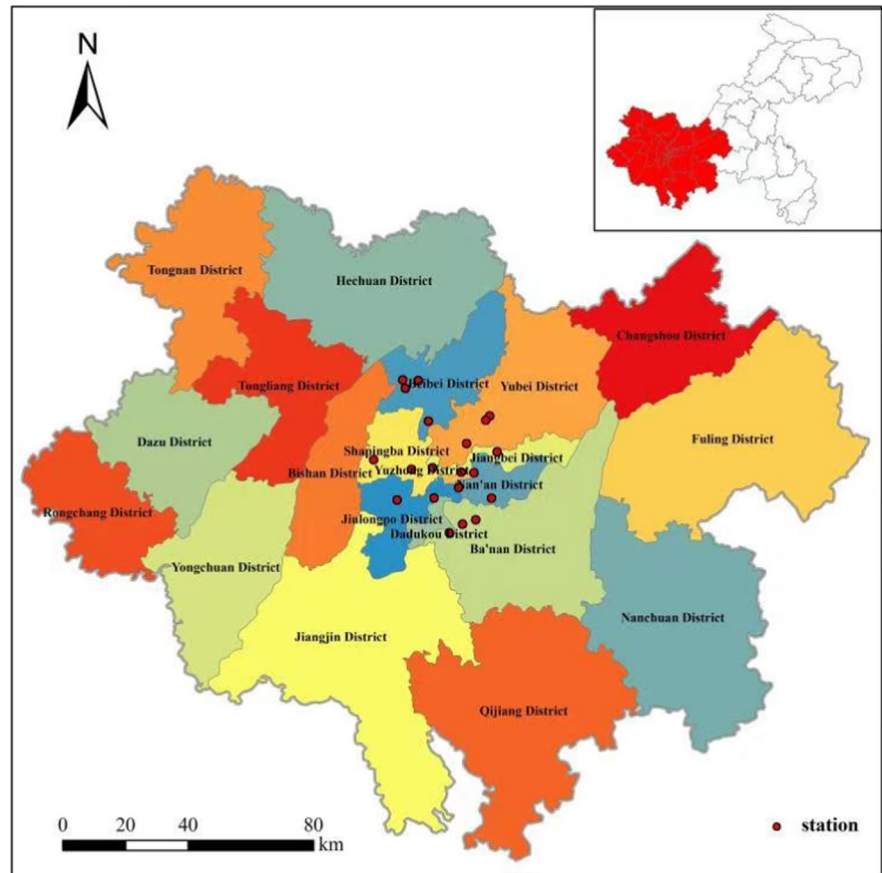 N
Tongnan District
Hechuan District
Changshou District
Beibei District
Tongliang District
Yubei District
Dazu District
Fuling District
Shapingba District
Jiangbei District
Bishan District
Yuzhong District
Nan'an District
Rongchang District
Jiulongpo District
Dadukou District
Ba'nan District
Yongchuan District
Nanchuan District
Jiangjin District
Qijiang District
0 20 40 80
km
station